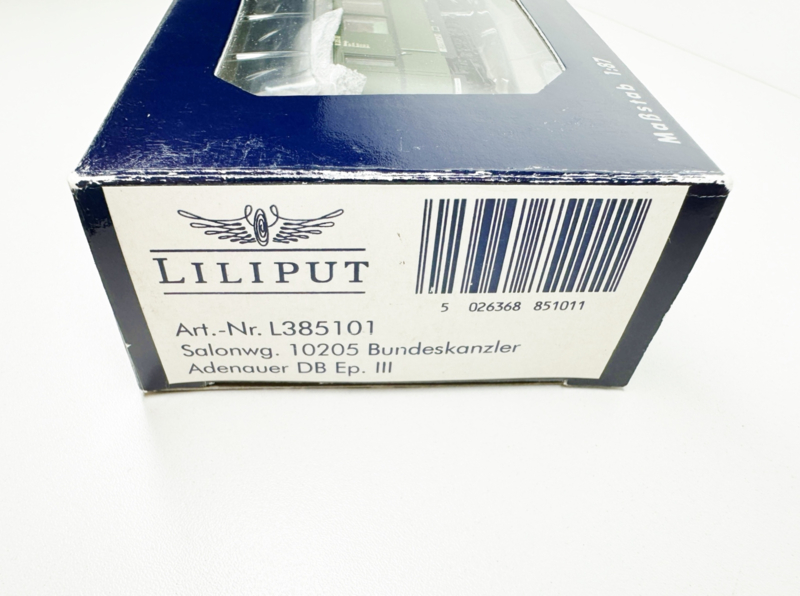 Maßstab 1:87
LILIPUT
5 026368 851011
Art.-Nr. L385101
Salonwg. 10205 Bundeskanzler
Adenauer DB Ep. III